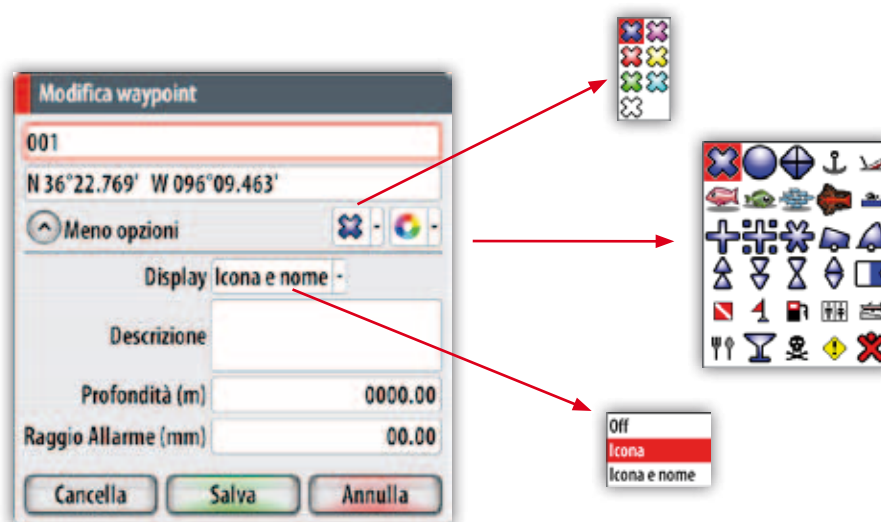 Modifica waypoint
001
N 36°22.769' W 096°09.463'
Meno opzioni
Display Icona e nome
Descrizione
Profondità (m) 0000.00
Raggio Allarme (mm) 00.00
Cancella Salva Annulla
Off
Icona
Icona e nome